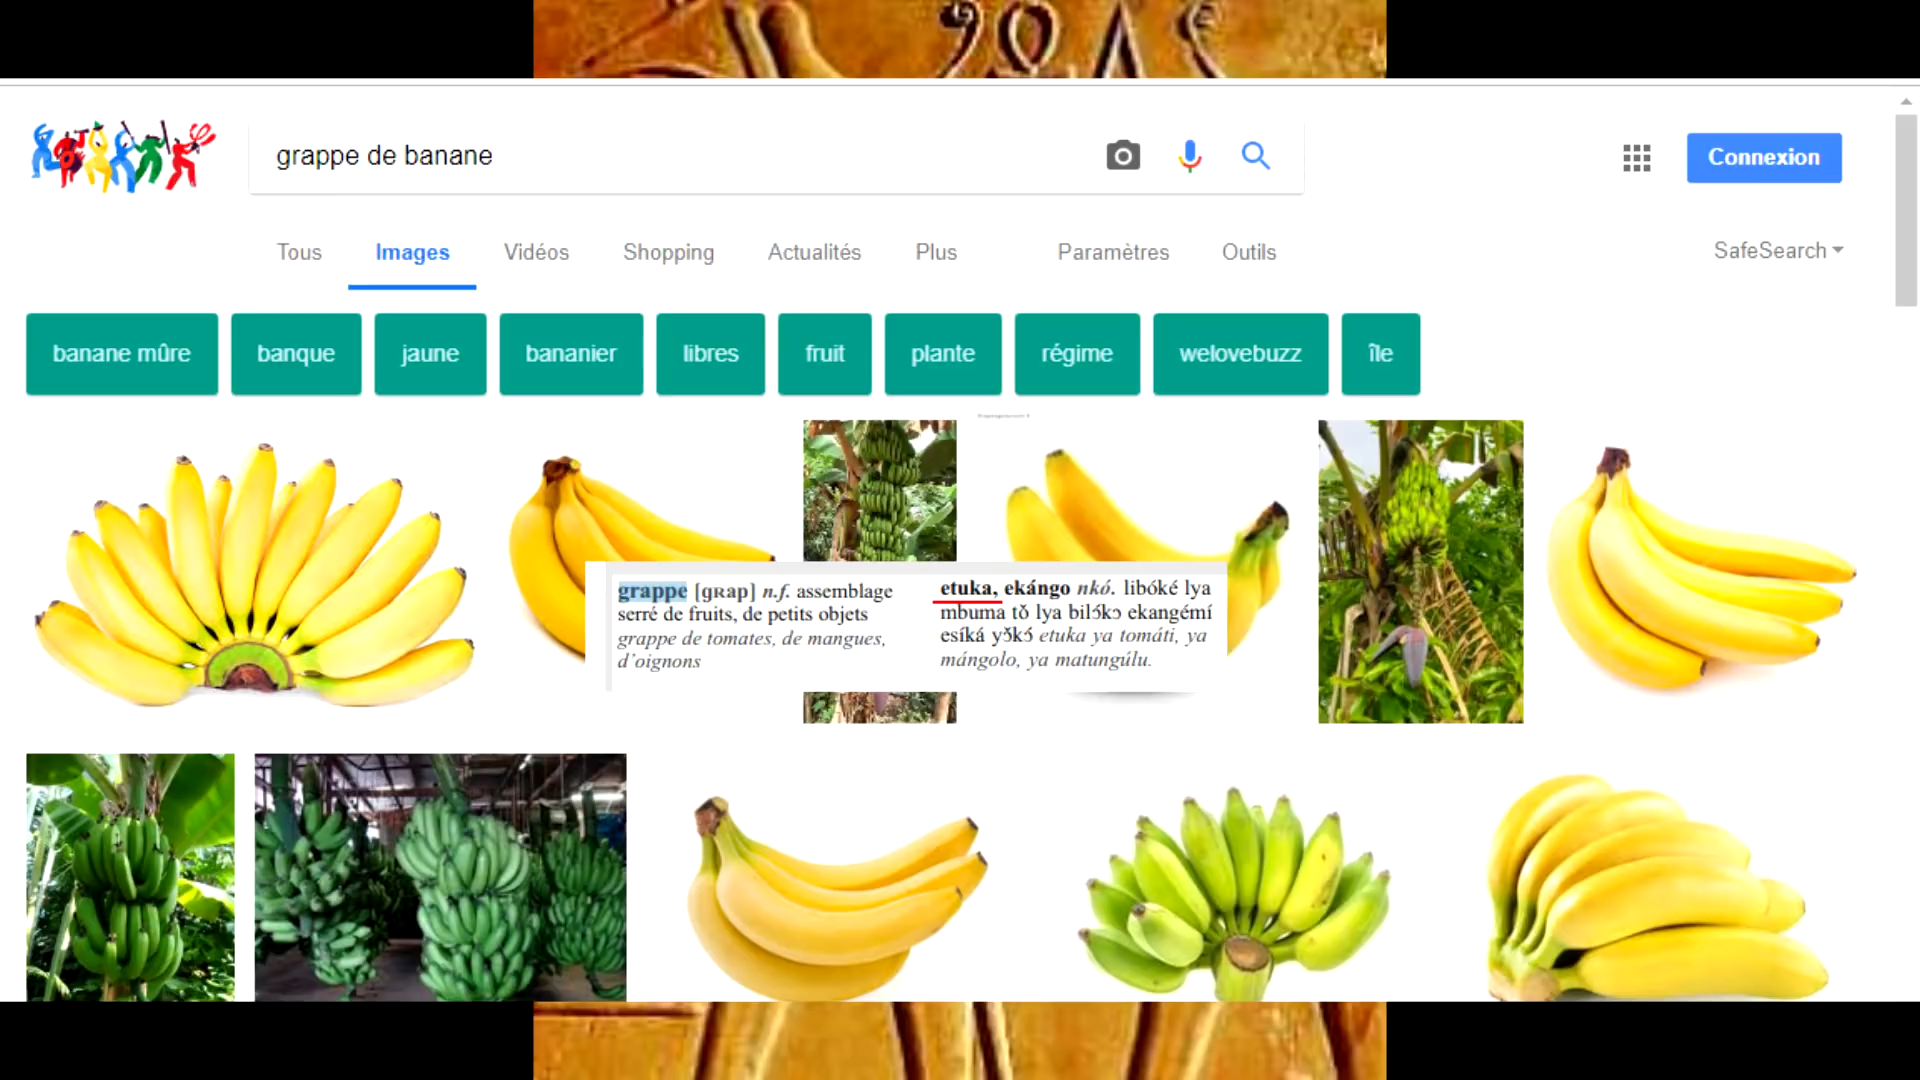 grappe de banane
Connexion
Tous Images Vidéos Shopping Actualités Plus Paramètres Outils
SafeSearch
banane mûre banque jaune bananier libres fruit plante régime welovebuzz île
grappe [gʀap] n.f. assemblage
serré de fruits, de petits objets
grappe de tomates, de mangues,
d'oignons
etuka, ekángo nkó. libóké lya
mbuma tǒ lya bilɔ́kɔ ekangémí
esíká yɔ̌kɔ́ etuka ya tomáti, ya
mángolo, ya matungúlu.